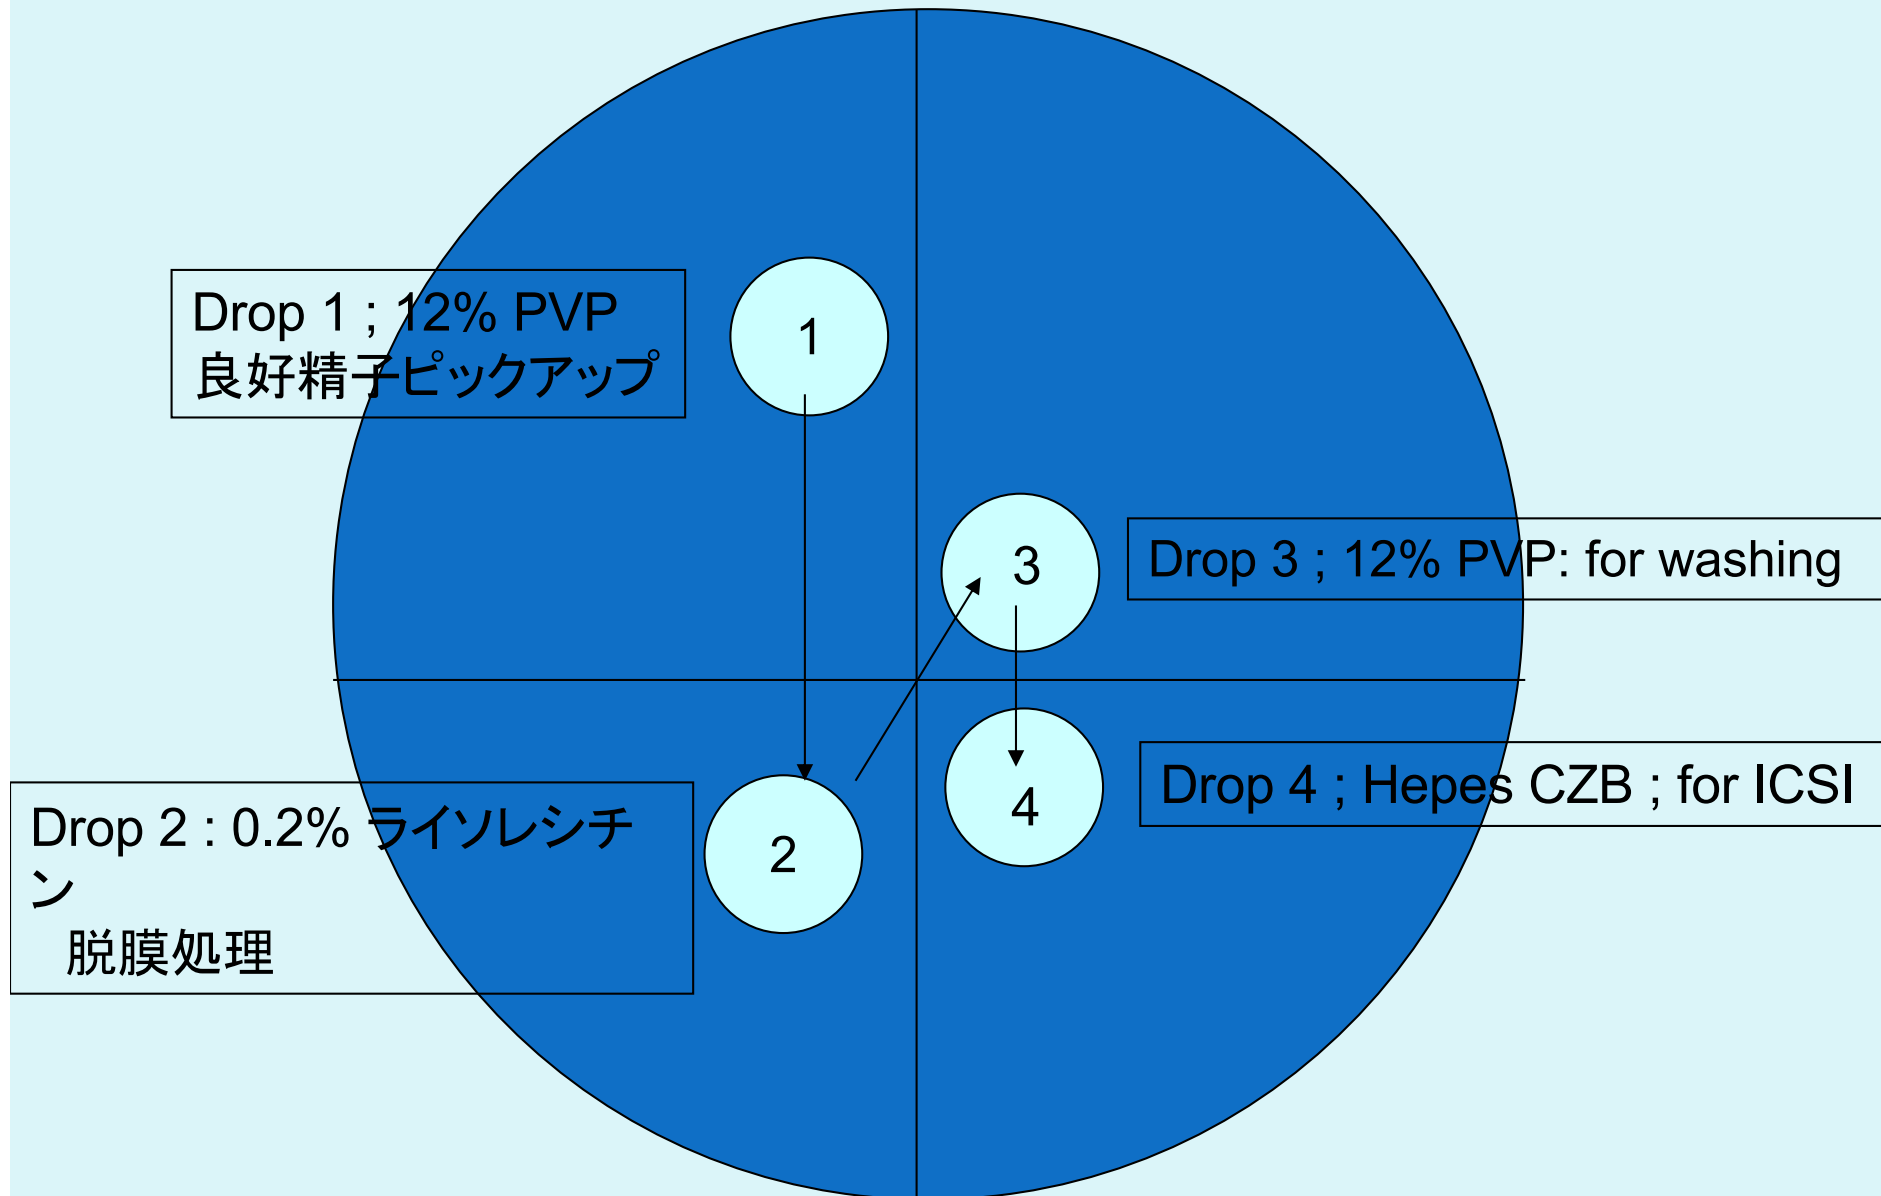 Drop 1 ; 12% PVP
良好精子ピックアップ
1
3
Drop 3 ; 12% PVP: for washing
Drop 2 : 0.2% ライソレシチ
ン
脱膜処理
2
4
Drop 4 ; Hepes CZB ; for ICSI